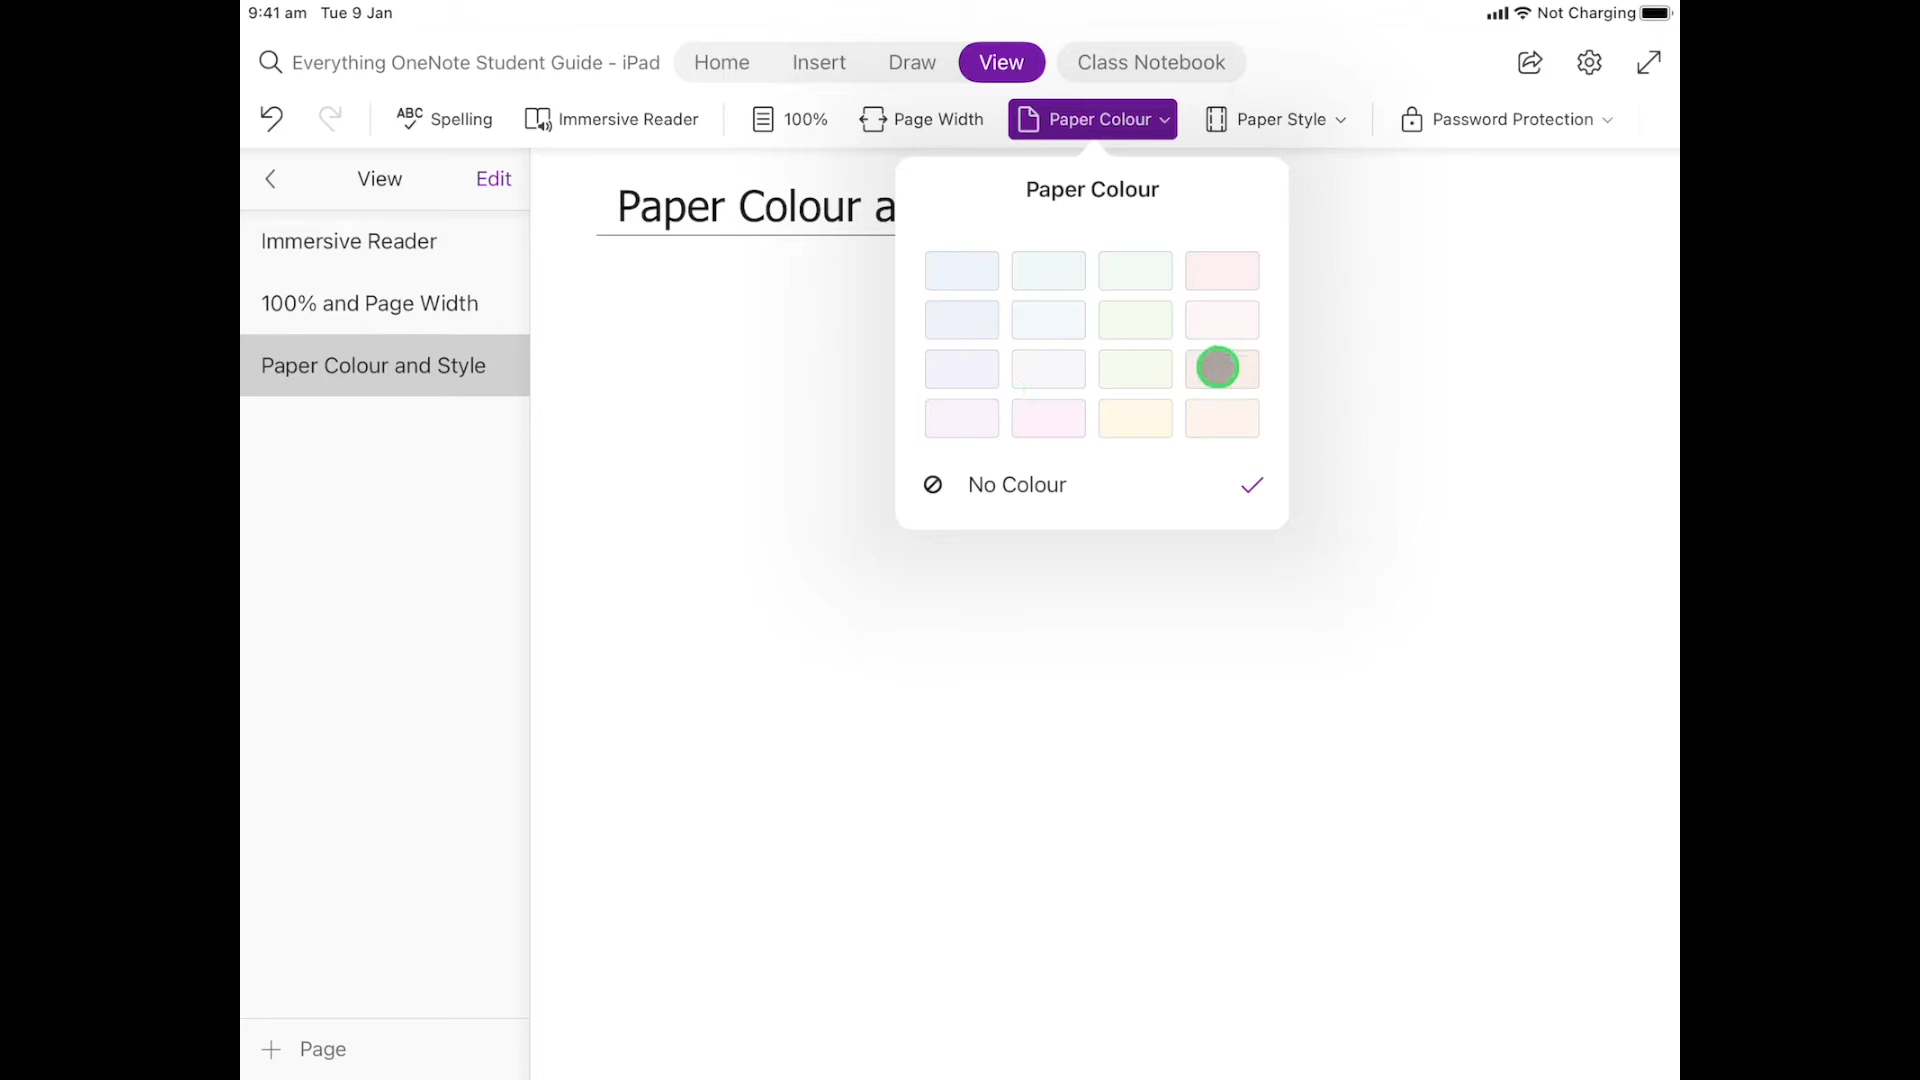 9:41 am Tue 9 Jan
Not Charging
Everything OneNote Student Guide - iPad
Home Insert Draw View Class Notebook
ABC Spelling Immersive Reader 100% Page Width Paper Colour Paper Style Password Protection
View Edit
Immersive Reader
100% and Page Width
Paper Colour and Style
Page
Paper Colour a
Paper Colour
No Colour